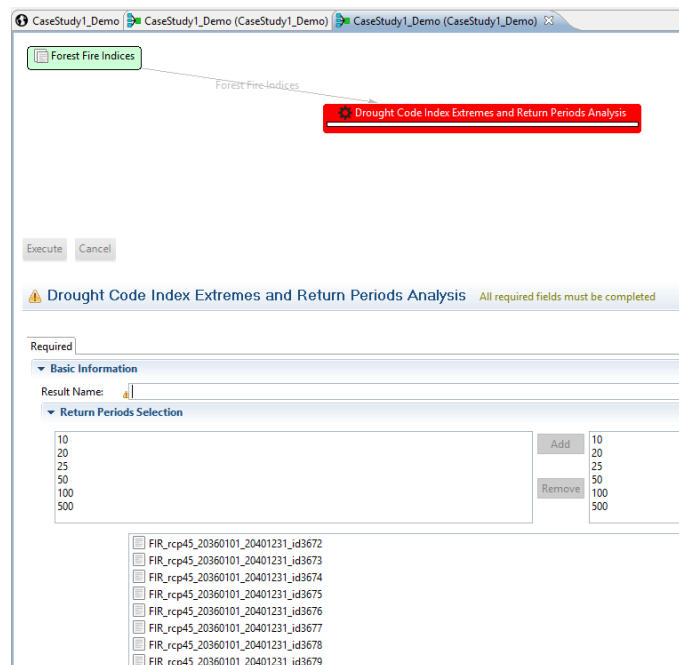 CaseStudy1_Demo CaseStudy1_Demo (CaseStudy1_Demo) CaseStudy1_Demo (CaseStudy1_Demo)
Forest Fire Indices
Forest Fire Indices
Drought Code Index Extremes and Return Periods Analysis
Execute Cancel
Drought Code Index Extremes and Return Periods Analysis All required fields must be completed
Required
Basic Information
Result Name:
Return Periods Selection
10 Add 10
20 20
25 25
50 Remove 50
100 100
500 500
FIR_rcp45_20360101_20401231_id3672
FIR_rcp45_20360101_20401231_id3673
FIR_rcp45_20360101_20401231_id3674
FIR_rcp45_20360101_20401231_id3675
FIR_rcp45_20360101_20401231_id3676
FIR_rcp45_20360101_20401231_id3677
FIR_rcp45_20360101_20401231_id3678
FIR_rcp45_20360101_20401231_id3679